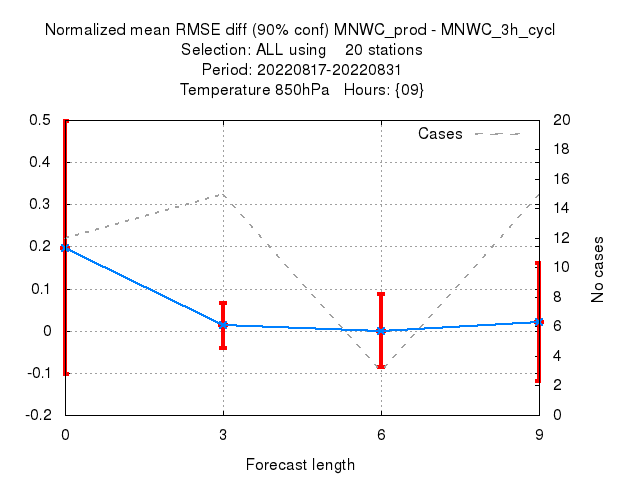 Normalized mean RMSE diff (90% conf) MNWC_prod - MNWC_3h_cycl
Selection: ALL using    20 stations
Period: 20220817-20220831
Temperature 850hPa   Hours: {09}
Cases
0.5
0.4
0.3
0.2
0.1
0
-0.1
-0.2
20
18
16
14
12
10
8
6
4
2
0
No cases
0 3 6 9
Forecast length